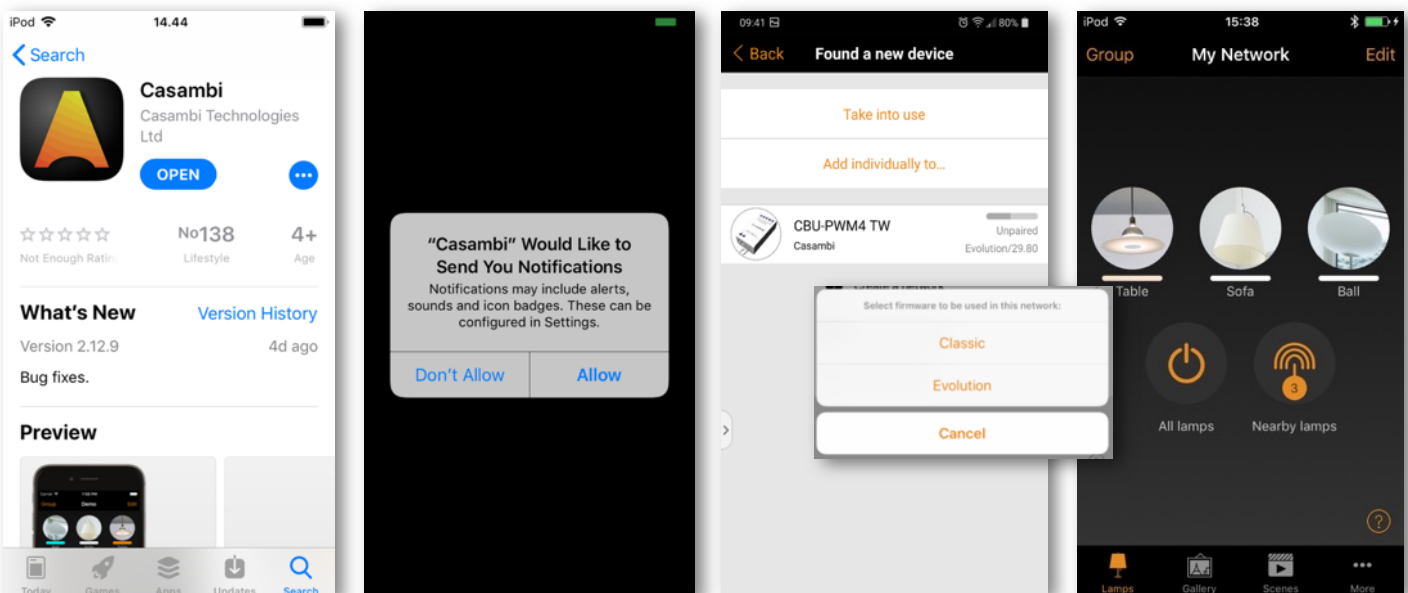 iPod 14.44
Search
Casambi
Casambi Technologies
Ltd
OPEN
No138 4+
Not Enough Ratin Lifestyle Age
What's New Version History
Version 2.12.9 4d ago
Bug fixes.
Preview
Group Demo Edit
Today Games Apps Updates Search
"Casambi" Would Like to
Send You Notifications
Notifications may include alerts,
sounds and icon badges. These can be
configured in Settings.
Don't Allow Allow
09:41 80%
Back Found a new device
Take into use
Add individually to...
CBU-PWM4 TW
Casambi
Unpaired
Evolution/29.80
Select firmware to be used in this network:
Classic
Evolution
Cancel
iPod 15:38
Group My Network Edit
Table Sofa Ball
3
All lamps Nearby lamps
?
Lamps Gallery Scenes More